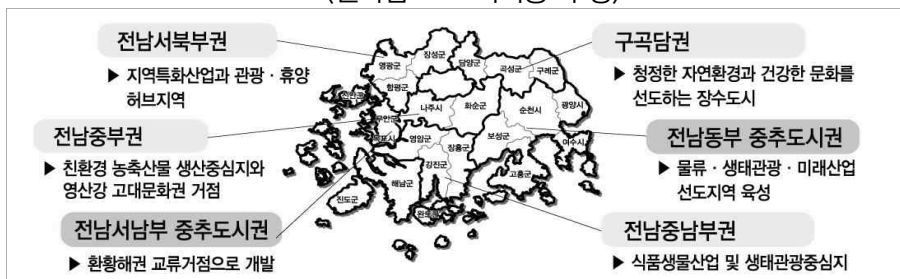 전남서북부권
▶ 지역특화산업과 관광 · 휴양
허브지역
구곡담권
▶ 청정한 자연환경과 건강한 문화를
선도하는 장수도시
전남중부권
▶ 친환경 농축산물 생산중심지와
영산강 고대문화권 거점
전남동부 중추도시권
▶ 물류 · 생태관광 · 미래산업
선도지역 육성
전남서남부 중추도시권
▶ 환황해권 교류거점으로 개발
전남중남부권
▶ 식품생물산업 및 생태관광중심지
장성군
영광군
담양군
곡성군
구례군
함평군
신안군
나주시
화순군
순천시
광양시
무안군
목포시
영암군
장흥군
보성군
여수시
강진군
해남군
고흥군
진도군
완도군